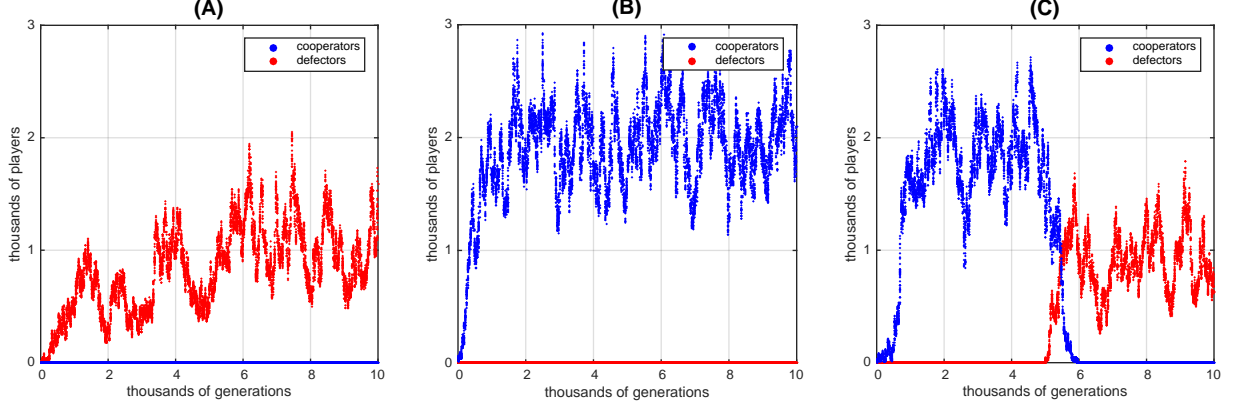 (A)
3
2
1
0
thousands of players
cooperators
defectors
0 2 4 6 8 10
thousands of generations
(B)
3
2
1
0
thousands of players
cooperators
defectors
0 2 4 6 8 10
thousands of generations
(C)
3
2
1
0
thousands of players
cooperators
defectors
0 2 4 6 8 10
thousands of generations